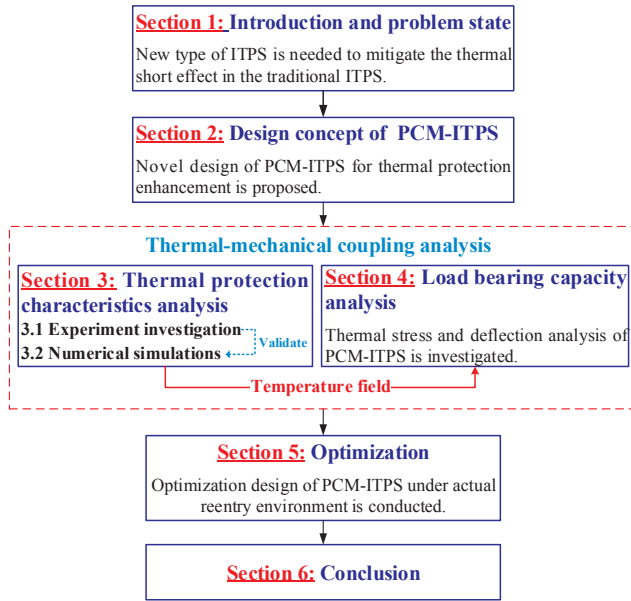 Section 1: Introduction and problem state
New type of ITPS is needed to mitigate the thermal
short effect in the traditional ITPS.
Section 2: Design concept of PCM-ITPS
Novel design of PCM-ITPS for thermal protection
enhancement is proposed.
Thermal-mechanical coupling analysis
Section 3: Thermal protection
characteristics analysis
3.1 Experiment investigation
3.2 Numerical simulations
Validate
Section 4: Load bearing capacity
analysis
Thermal stress and deflection analysis of
PCM-ITPS is investigated.
Temperature field
Section 5: Optimization
Optimization design of PCM-ITPS under actual
reentry environment is conducted.
Section 6: Conclusion